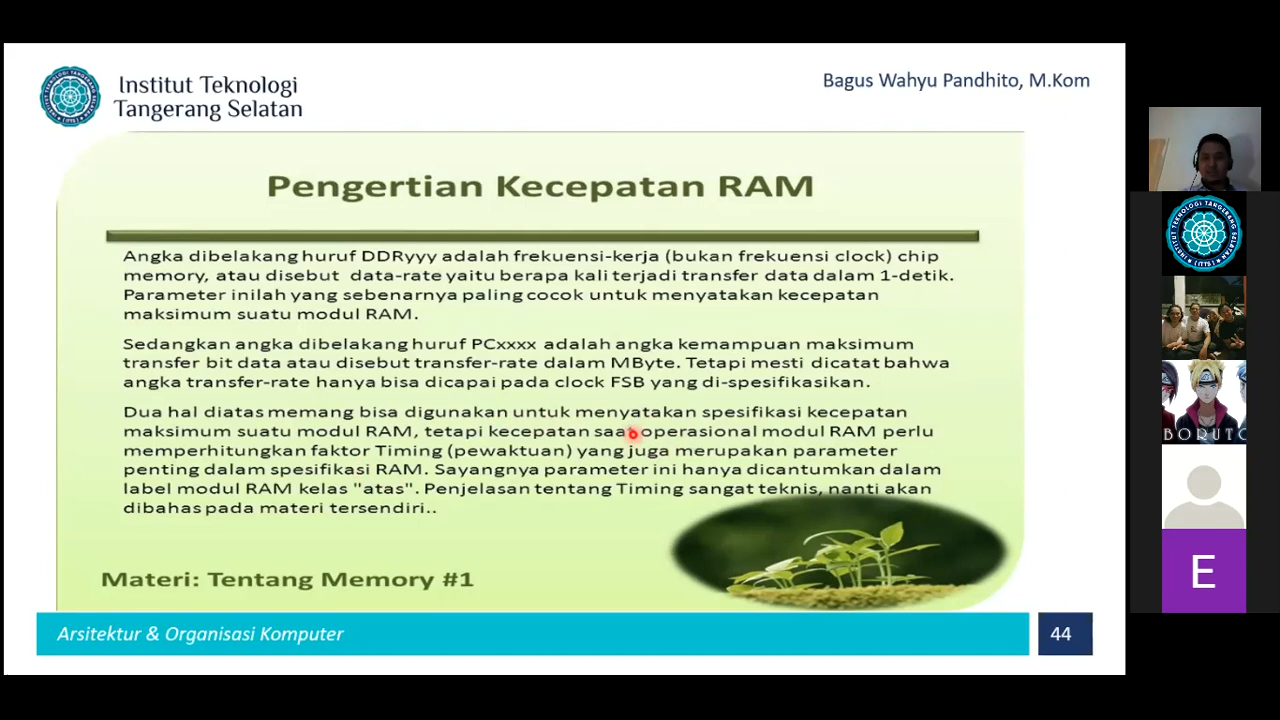 Institut Teknologi
Tangerang Selatan
Bagus Wahyu Pandhito, M.Kom
Pengertian Kecepatan RAM
Angka dibelakang huruf DDRyyy adalah frekuensi-kerja (bukan frekuensi clock) chip
memory, atau disebut data-rate yaitu berapa kali terjadi transfer data dalam 1-detik.
Parameter inilah yang sebenarnya paling cocok untuk menyatakan kecepatan
maksimum suatu modul RAM.
Sedangkan angka dibelakang huruf PCxxxx adalah angka kemampuan maksimum
transfer bit data atau disebut transfer-rate dalam MByte. Tetapi mesti dicatat bahwa
angka transfer-rate hanya bisa dicapai pada clock FSB yang di-spesifikasikan.
Dua hal diatas memang bisa digunakan untuk menyatakan spesifikasi kecepatan
maksimum suatu modul RAM, tetapi kecepatan saat operasional modul RAM perlu
memperhitungkan faktor Timing (pewaktuan) yang juga merupakan parameter
penting dalam spesifikasi RAM. Sayangnya parameter ini hanya dicantumkan dalam
label modul RAM kelas "atas". Penjelasan tentang Timing sangat teknis, nanti akan
dibahas pada materi tersendiri..
Materi: Tentang Memory #1
Arsitektur & Organisasi Komputer
44
TEKNOLOGI TANGERANG
BORUTO
E